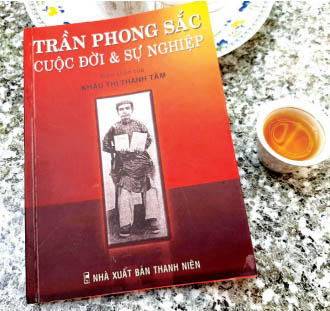 TRẦN PHONG SẮC
CUỘC ĐỜI & SỰ NGHIỆP
KHẤU THỊ THANH TÂM
NHÀ XUẤT BẢN THANH NIÊN